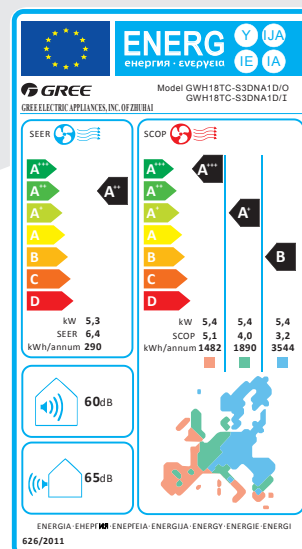 ENERG
енергия · ενεργεια
Y IJA
IE IA
GREE
GREE ELECTRIC APPLIANCES, INC. OF ZHUHAI
Model GWH18TC-S3DNA1D/O
GWH18TC-S3DNA1D/I
SEER
A+++
A++
A+
A
B
C
D
A++
kW 5,3
SEER 6,4
kWh/annum 290
SCOP
A+++
A++
A+
A
B
C
D
A+++
A+
B
kW 5,4 5,4 5,4
SCOP 5,1 4,0 3,2
kWh/annum 1482 1890 3544
60dB
65dB
ENERGIA·ЕНЕРГИЯ·ΕΝΕΡΓΕΙΑ·ENERGIJA·ENERGY·ENERGIE·ENERGI
626/2011